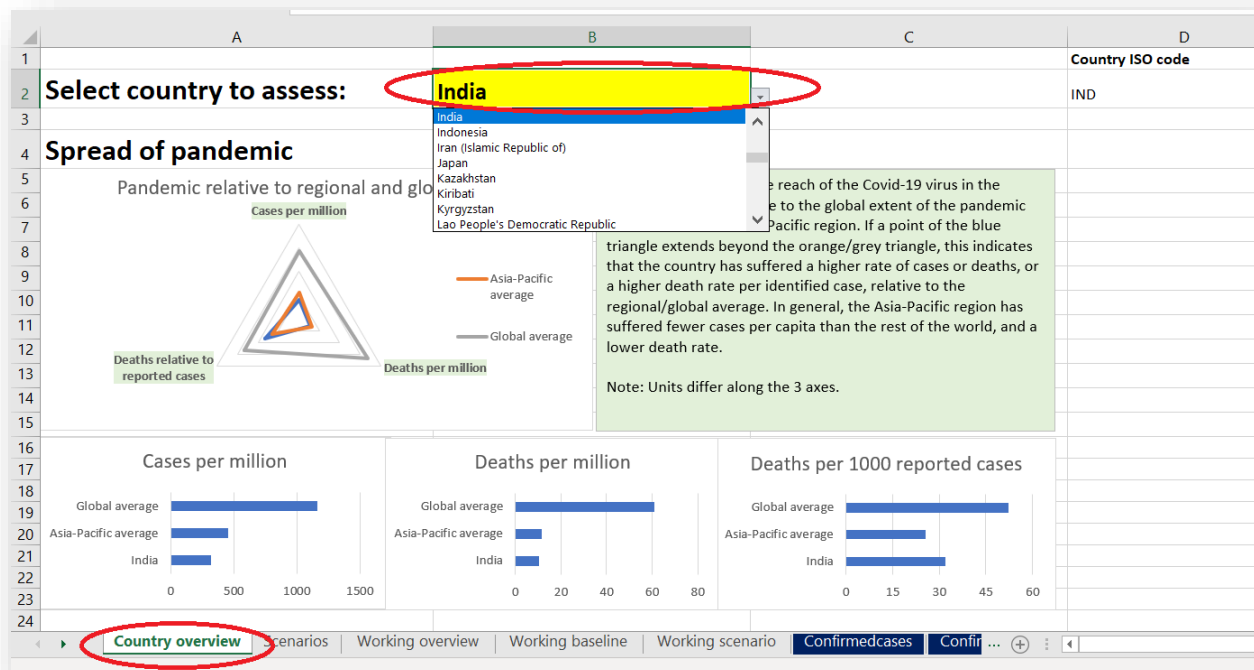 A B C D
1 Country ISO code
2 Select country to assess: India IND
India
3 Indonesia
Iran (Islamic Republic of)
4 Spread of pandemic
Japan
Kazakhstan
Kiribati
Kyrgyzstan
Lao People's Democratic Republic
5
6
7
8
9
10
11
12
13
14
15
Pandemic relative to regional and glo
Cases per million
Asia-Pacific
average
Global average
Deaths relative to
reported cases
Deaths per million
reach of the Covid-19 virus in the
e to the global extent of the pandemic
Pacific region. If a point of the blue
triangle extends beyond the orange/grey triangle, this indicates
that the country has suffered a higher rate of cases or deaths, or
a higher death rate per identified case, relative to the
regional/global average. In general, the Asia-Pacific region has
suffered fewer cases per capita than the rest of the world, and a
lower death rate.
Note: Units differ along the 3 axes.
16
17
18
19
20
21
22
23
24
Cases per million
Global average
Asia-Pacific average
India
0 500 1000 1500
Deaths per million
Global average
Asia-Pacific average
India
0 20 40 60 80
Deaths per 1000 reported cases
Global average
Asia-Pacific average
India
0 15 30 45 60
Country overview Scenarios Working overview Working baseline Working scenario Confirmedcases Confir ...